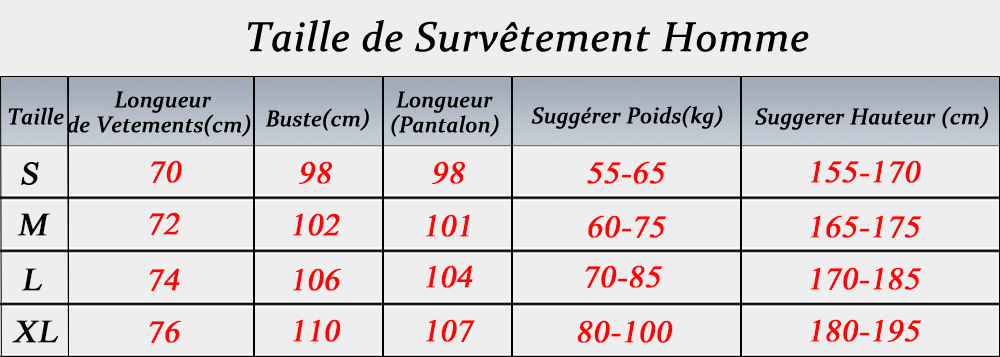 Taille de Survêtement Homme
Taille Longueur de Vetements(cm) Buste(cm) Longueur (Pantalon) Suggérer Poids(kg) Suggerer Hauteur (cm)
S 70 98 98 55-65 155-170
M 72 102 101 60-75 165-175
L 74 106 104 70-85 170-185
XL 76 110 107 80-100 180-195